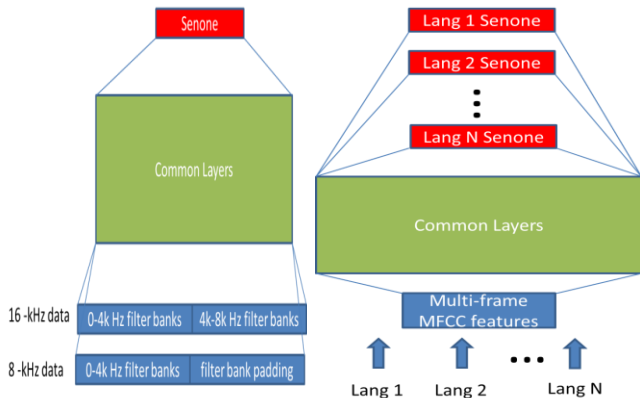 Senone
Common Layers
16 -kHz data
0-4k Hz filter banks
4k-8k Hz filter banks
8 -kHz data
0-4k Hz filter banks
filter bank padding
Lang 1 Senone
Lang 2 Senone
Lang N Senone
Common Layers
Multi-frame
MFCC features
Lang 1
Lang 2
Lang N